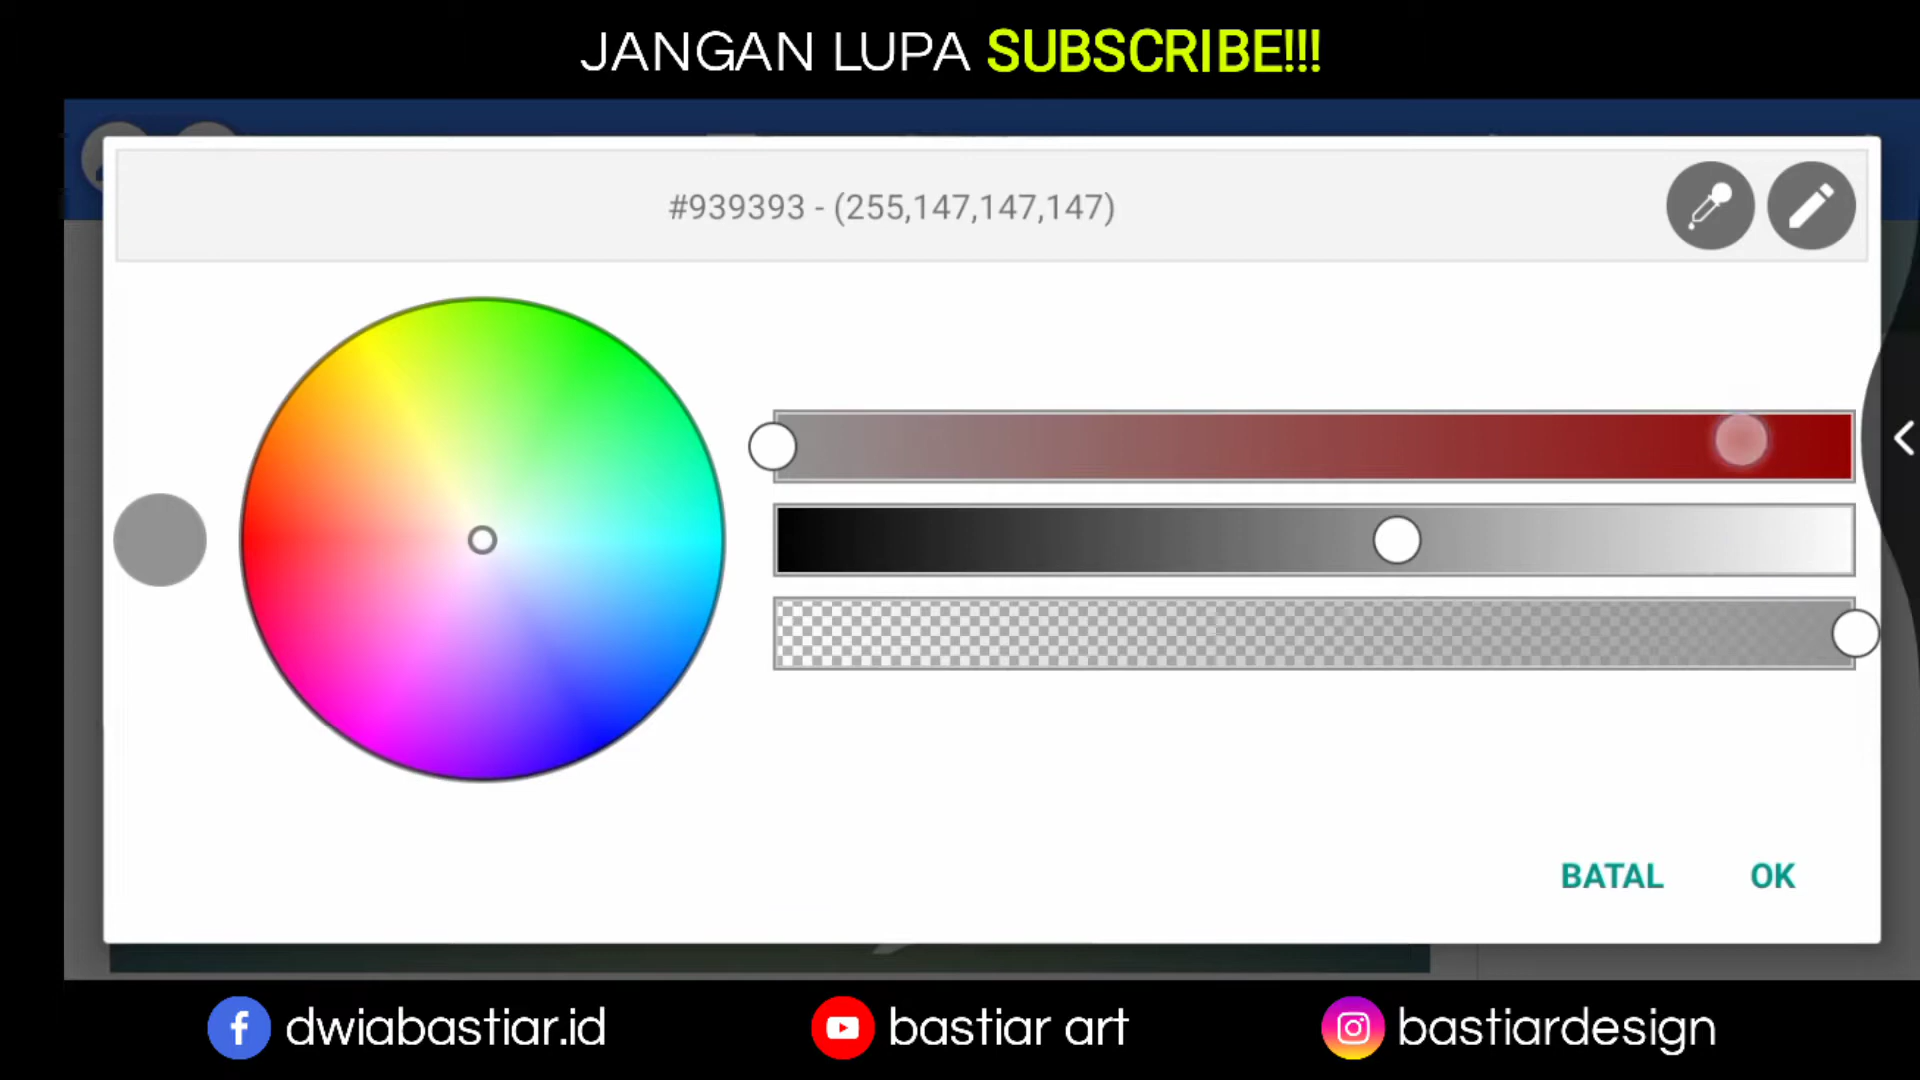 JANGAN LUPA SUBSCRIBE!!!
#939393 - (255,147,147,147)
BATAL OK
dwiabastiar.id bastiar art bastiardesign